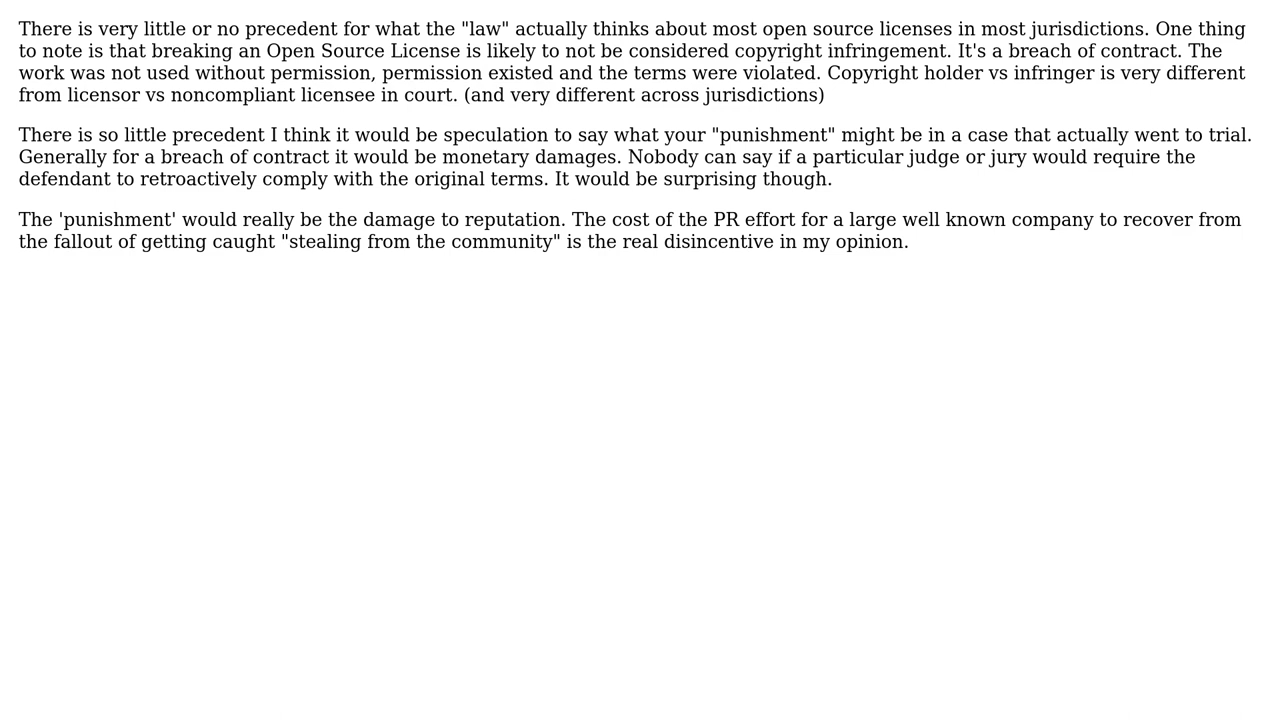 There is very little or no precedent for what the "law" actually thinks about most open source licenses in most jurisdictions. One thing
to note is that breaking an Open Source License is likely to not be considered copyright infringement. It's a breach of contract. The
work was not used without permission, permission existed and the terms were violated. Copyright holder vs infringer is very different
from licensor vs noncompliant licensee in court. (and very different across jurisdictions)
There is so little precedent I think it would be speculation to say what your "punishment" might be in a case that actually went to trial.
Generally for a breach of contract it would be monetary damages. Nobody can say if a particular judge or jury would require the
defendant to retroactively comply with the original terms. It would be surprising though.
The 'punishment' would really be the damage to reputation. The cost of the PR effort for a large well known company to recover from
the fallout of getting caught "stealing from the community" is the real disincentive in my opinion.